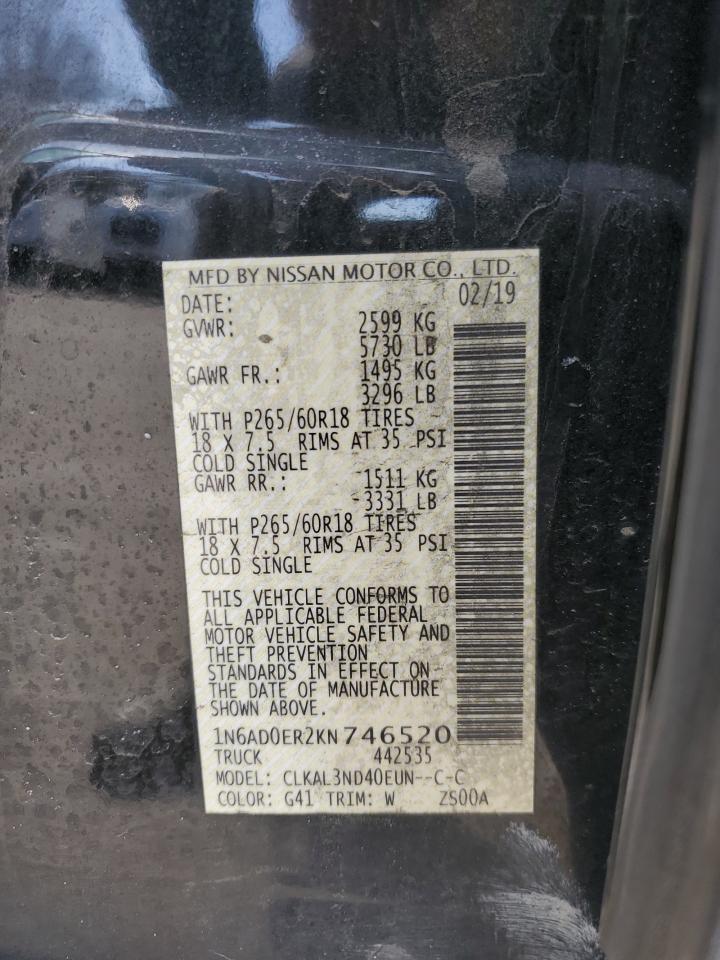 MFD BY NISSAN MOTOR CO., LTD.
DATE: 02/19
GVWR: 2599 KG
5730 LB
GAWR FR.: 1495 KG
3296 LB
WITH P265/60R18 TIRES
18 X 7.5 RIMS AT 35 PSI
COLD SINGLE
GAWR RR.: 1511 KG
3331 LB
WITH P265/60R18 TIRES
18 X 7.5 RIMS AT 35 PSI
COLD SINGLE
THIS VEHICLE CONFORMS TO
ALL APPLICABLE FEDERAL
MOTOR VEHICLE SAFETY AND
THEFT PREVENTION
STANDARDS IN EFFECT ON
THE DATE OF MANUFACTURE
SHOWN ABOVE.
1N6AD0ER2KN746520
TRUCK 442535
MODEL: CLKAL3ND40EUN--C-C
COLOR: G41 TRIM: W ZS00A